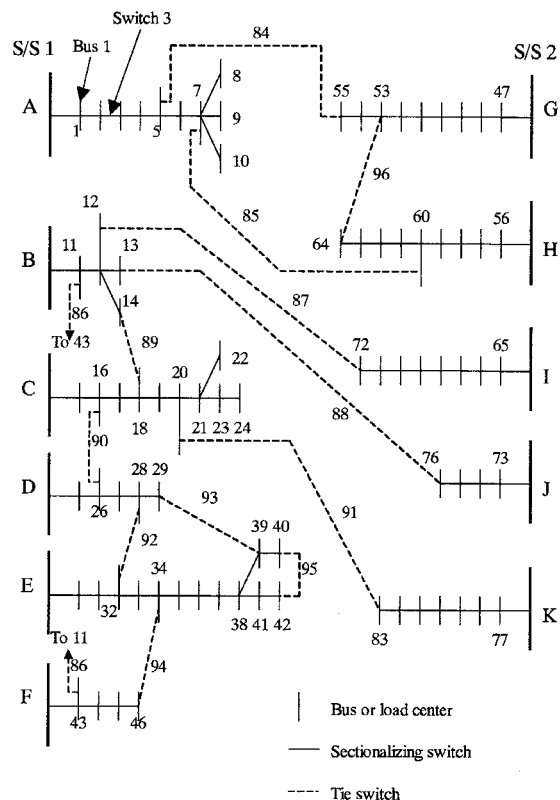 Switch 3
S/S 1
Bus 1
84
S/S 2
8
7
55
53
47
A
9
G
1
5
10
96
12
85
60
56
11
13
64
H
B
14
87
86
To 43
89
72
65
22
16
20
I
C
88
18
21
23
24
76
73
90
28
29
J
D
93
91
26
39
40
92
34
95
E
32
38
41
42
K
To 11
83
77
86
94
F
43
46
Bus or load center
Sectionalizing switch
Tie switch